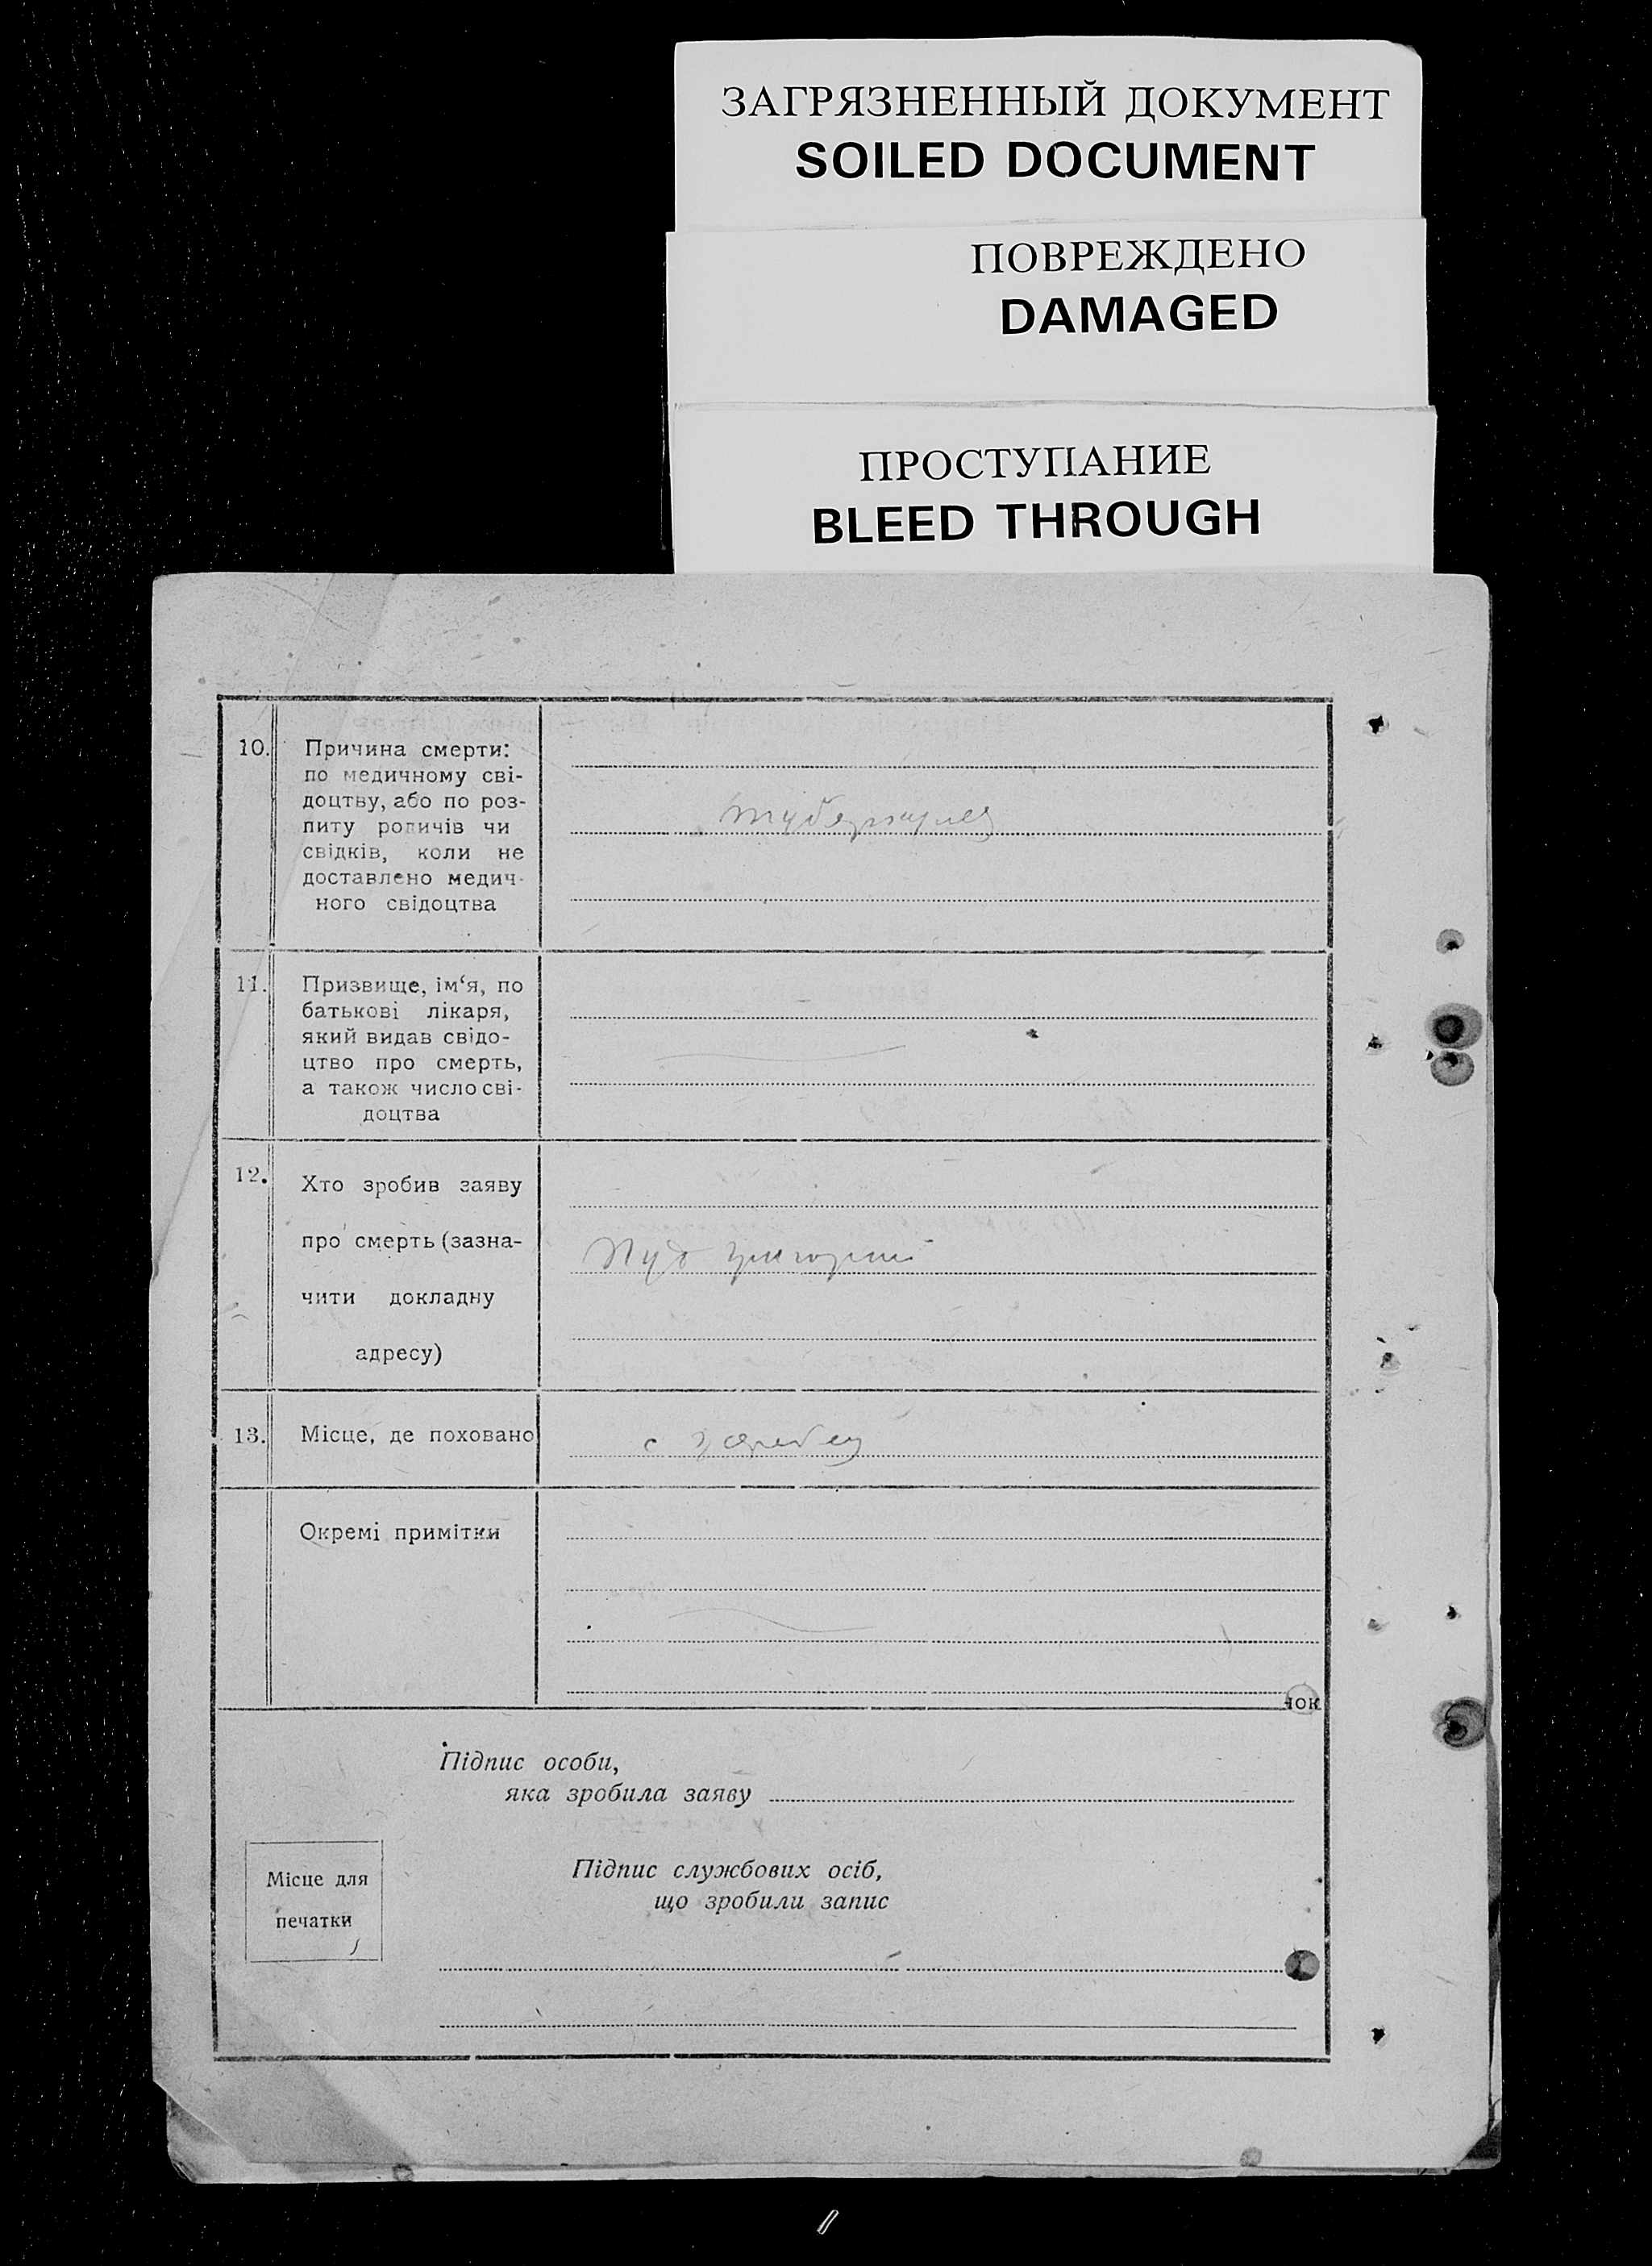 ЗАГРЯЗНЕННЫЙ ДОКУМЕНТ
SOILED DOCUMENT
ПОВРЕЖДЕНО
DAMAGED
ПРОСТУПАНИЕ
BLEED THROUGH
10. Причина смерти:
по медичному сві-
доцтву, або по роз-
питу родичів чи
свідків, коли не
доставлено медич-
ного свідоцтва
туберкульоз
11. Призвище, ім‘я, по
батькові лікаря,
який видав свідо-
цтво про смерть,
а також число сві-
доцтва
12. Хто зробив заяву
про смерть (зазна-
чити докладну
адресу)
13. Місце, де поховано
с
Окремі примітки
нок
Підпис особи,
яка зробила заяву
Місце для
печатки
Підпис службових осіб,
що зробили запис